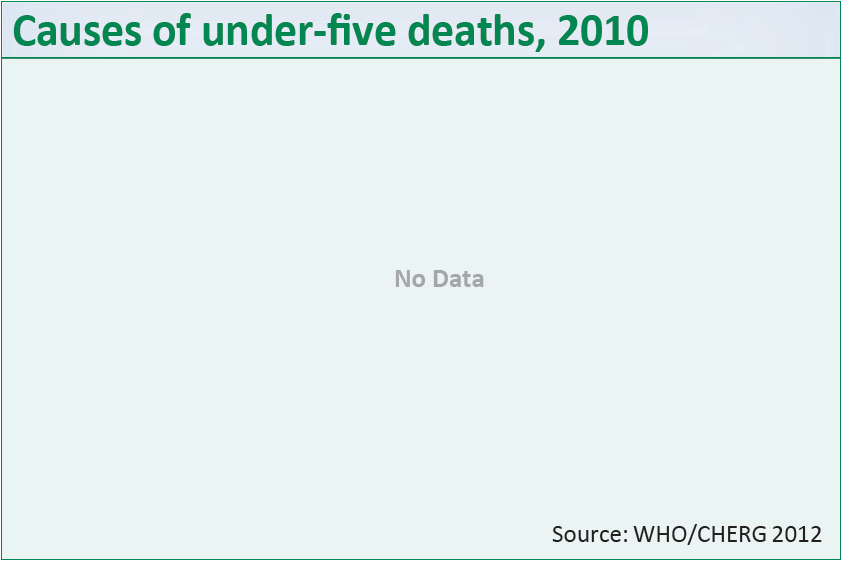 Causes of under-five deaths, 2010
No Data
Source: WHO/CHERG 2012